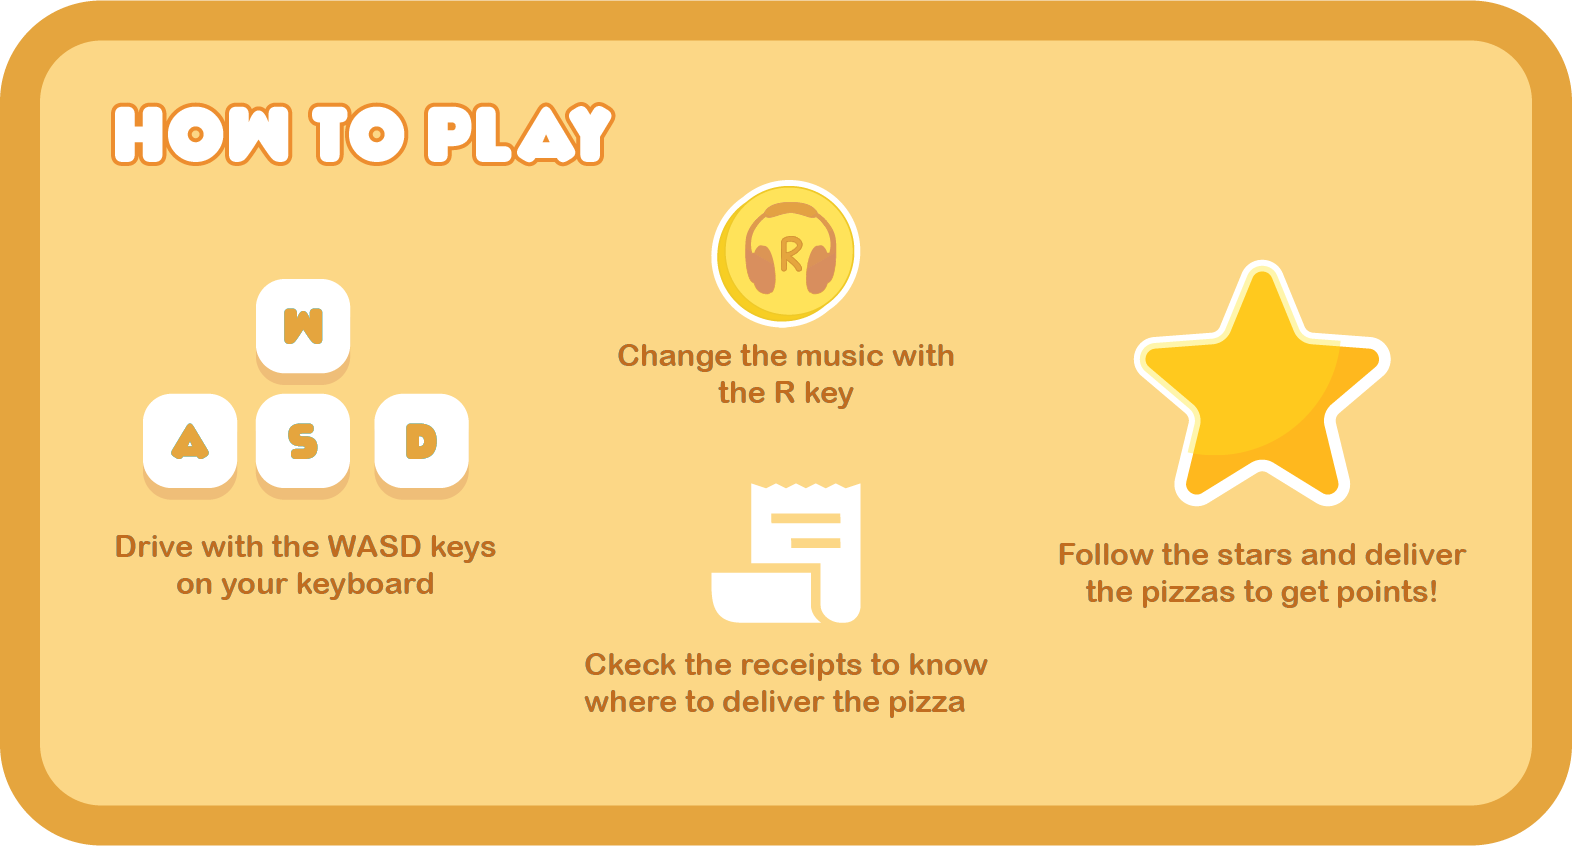 HOW TO PLAY
W
A S D
Drive with the WASD keys
on your keyboard
R
Change the music with
the R key
Ckeck the receipts to know
where to deliver the pizza
Follow the stars and deliver
the pizzas to get points!